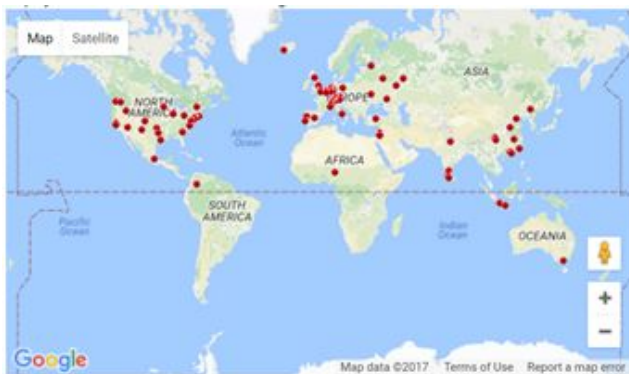 Map Satellite
ASIA
NORTH
AMERICA
OPE
Atlantic
Ocean
AFRICA
SOUTH
AMERICA
Pacific
Ocean
Indian
Ocean
OCEANIA
+
−
Google
Map data ©2017 Terms of Use Report a map error